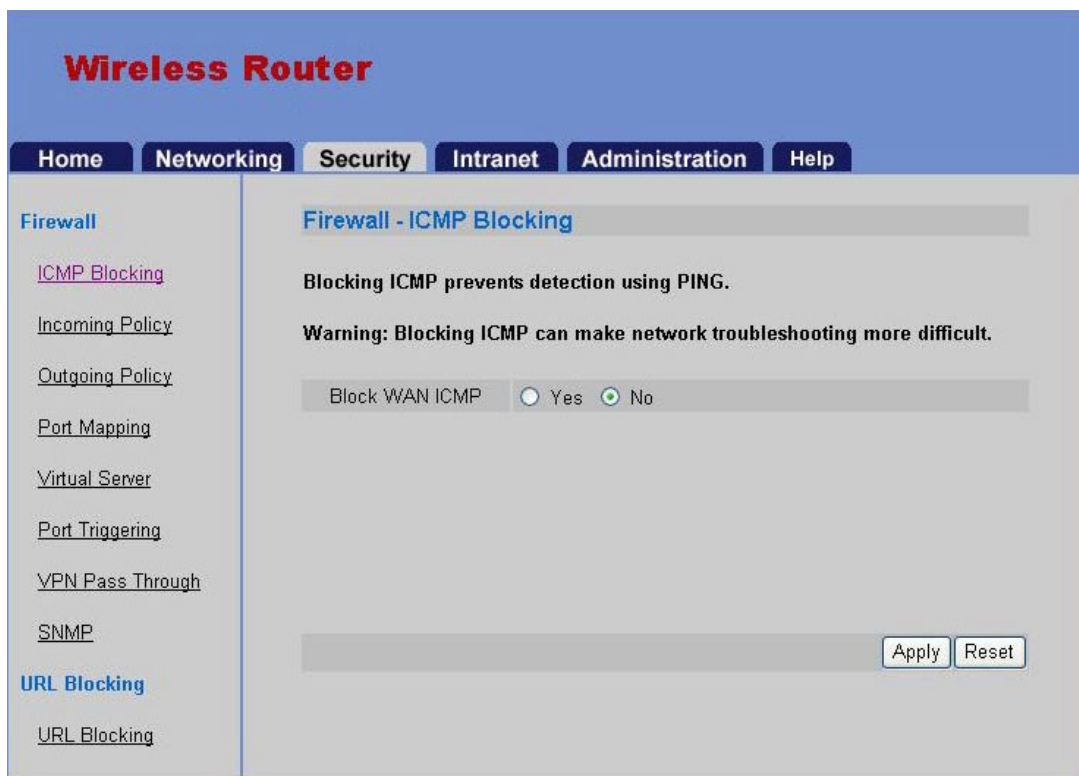 Wireless Router
Home Networking Security Intranet Administration Help
Firewall
ICMP Blocking
Incoming Policy
Outgoing Policy
Port Mapping
Virtual Server
Port Triggering
VPN Pass Through
SNMP
URL Blocking
URL Blocking
Firewall - ICMP Blocking
Blocking ICMP prevents detection using PING.
Warning: Blocking ICMP can make network troubleshooting more difficult.
Block WAN ICMP Yes No
Apply Reset